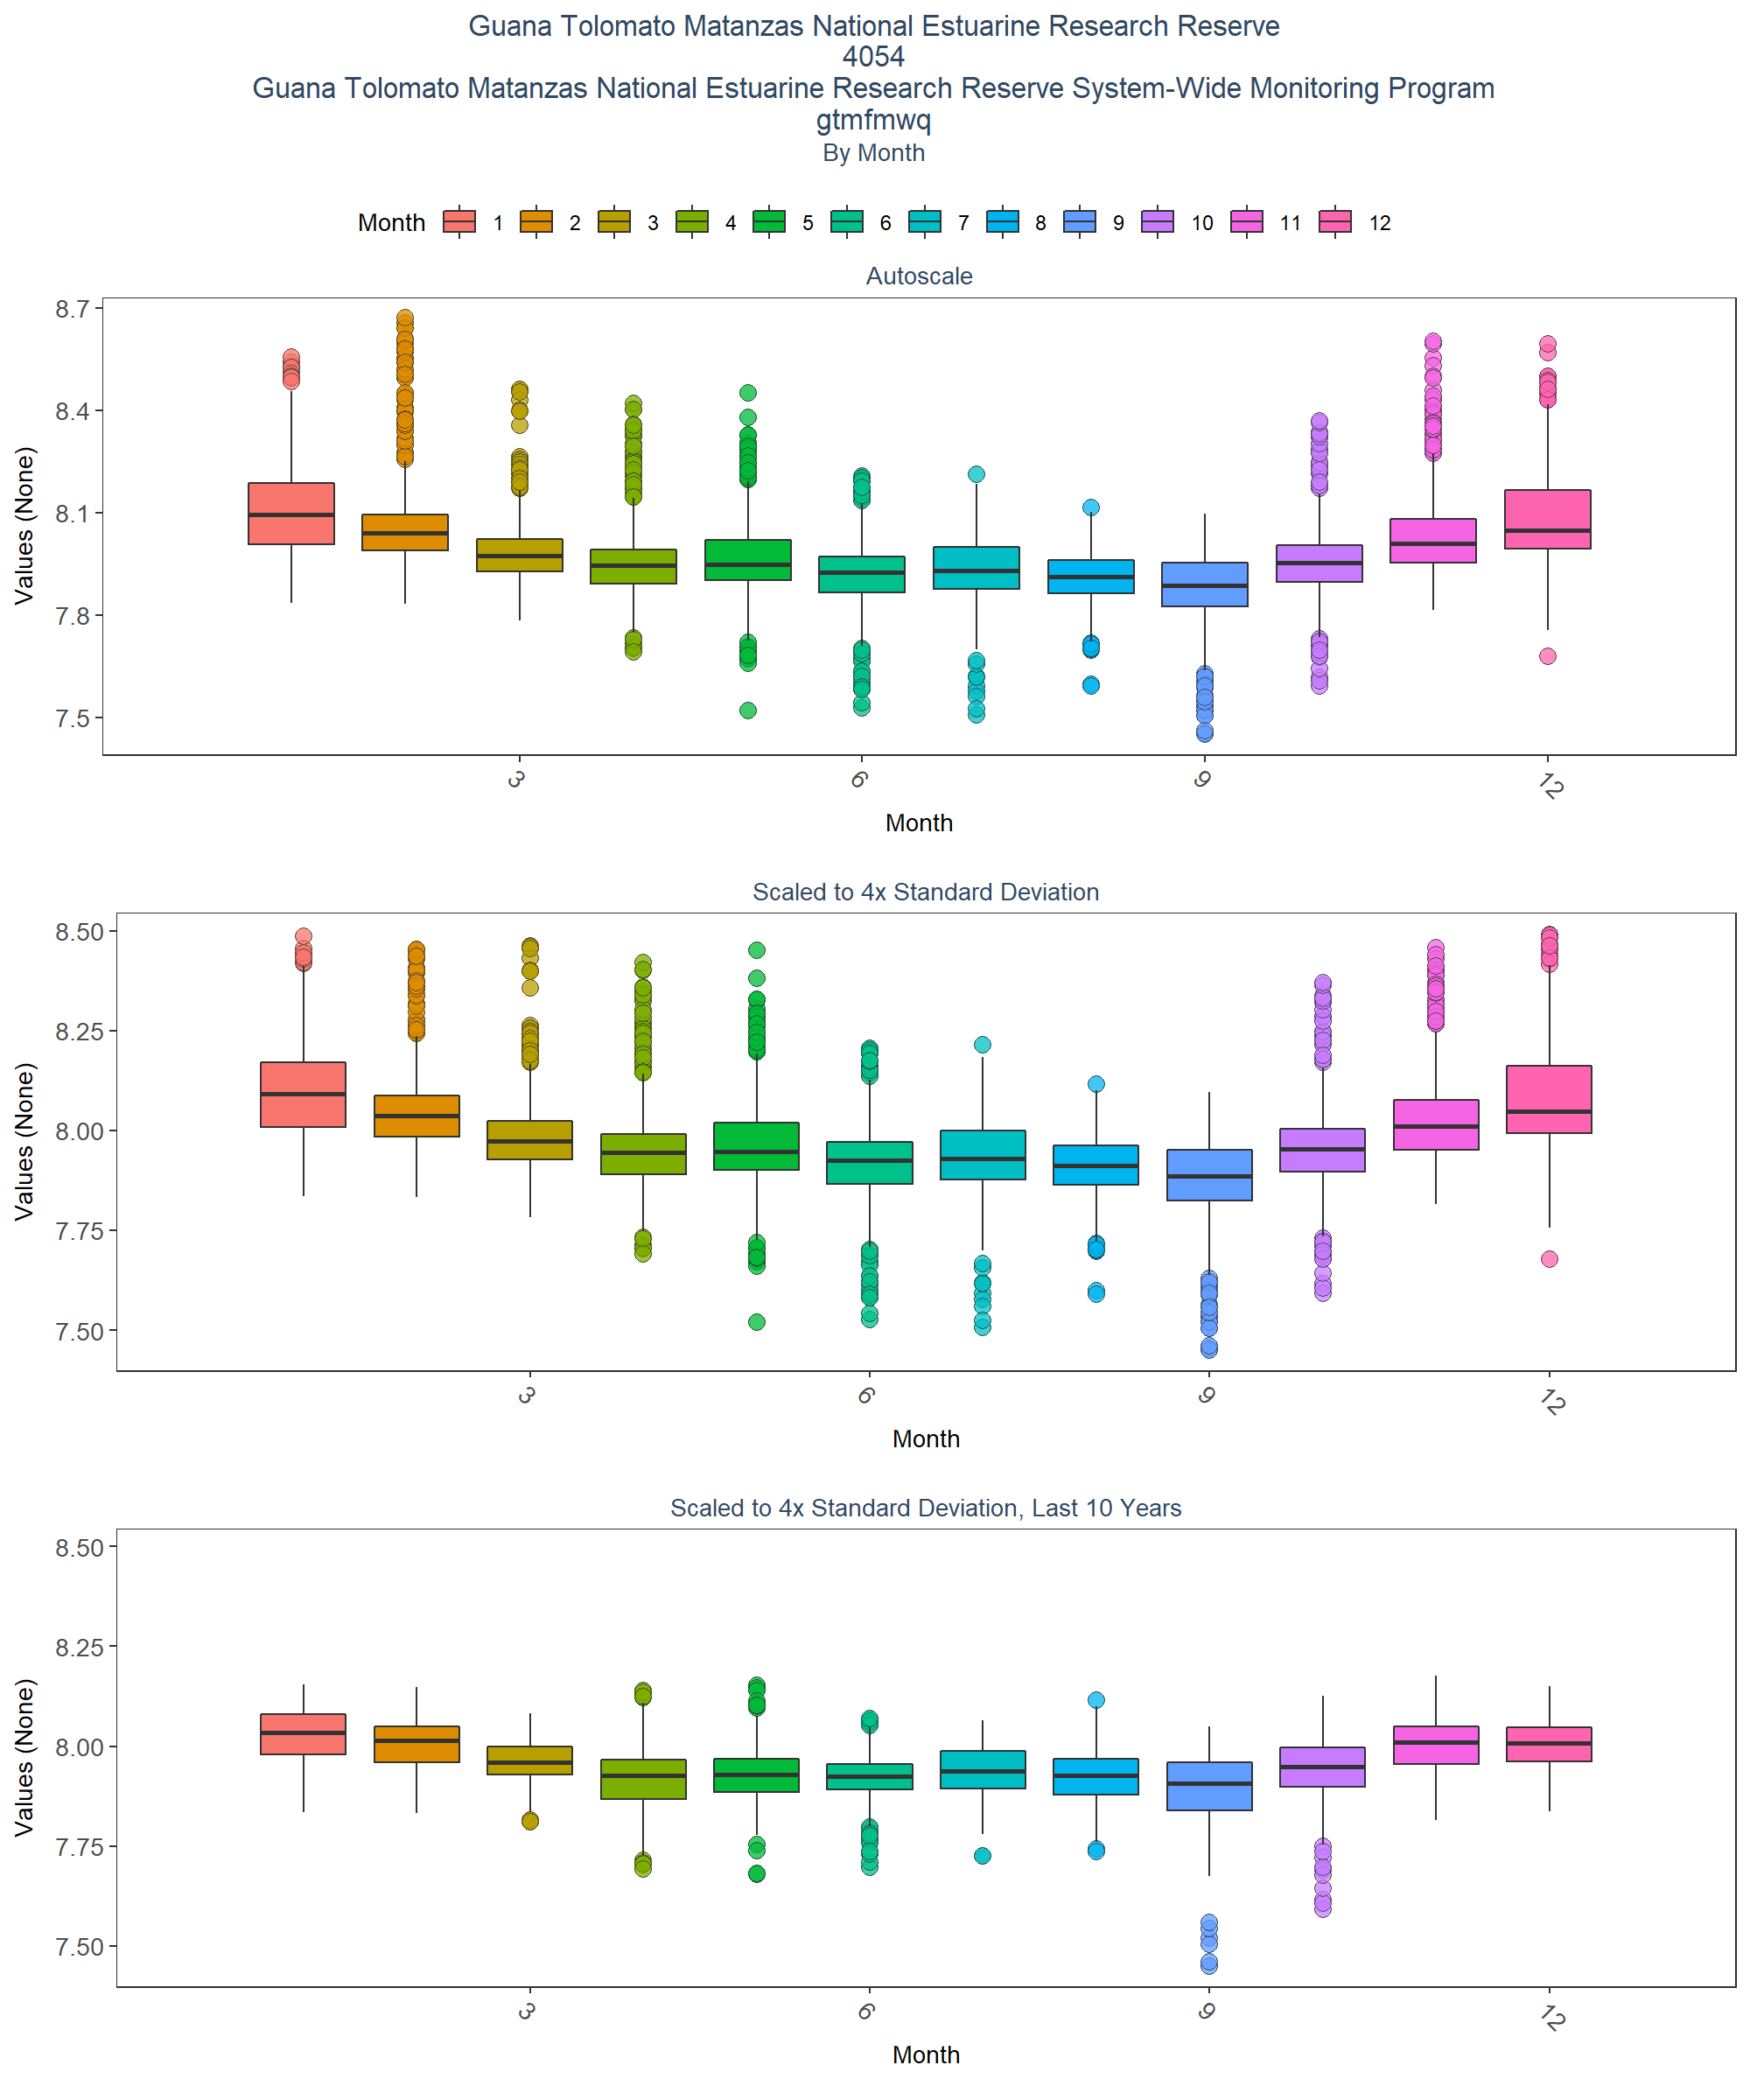 Guana Tolomato Matanzas National Estuarine Research Reserve
4054
Guana Tolomato Matanzas National Estuarine Research Reserve System-Wide Monitoring Program
gtmfmwq
By Month
Month 1 2 3 4 5 6 7 8 9 10 11 12
Autoscale
Values (None)
8.7
8.4
8.1
7.8
7.5
3 6 9 12
Month
Scaled to 4x Standard Deviation
Values (None)
8.50
8.25
8.00
7.75
7.50
3 6 9 12
Month
Scaled to 4x Standard Deviation, Last 10 Years
Values (None)
8.50
8.25
8.00
7.75
7.50
3 6 9 12
Month